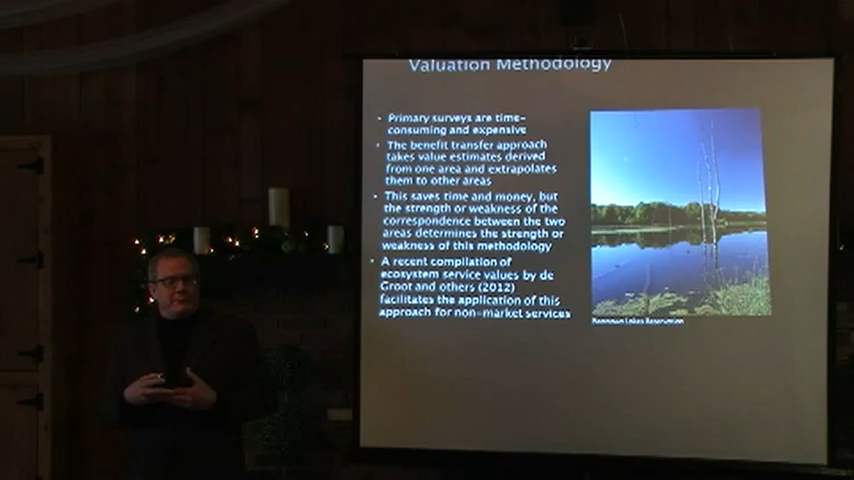 Valuation Methodology
• Primary surveys are time-
consuming and expensive
• The benefit transfer approach
takes value estimates derived
from one area and extrapolates
them to other areas
• This saves time and money, but
the strength or weakness of the
correspondence between the two
areas determines the strength or
weakness of this methodology
• A recent compilation of
ecosystem service values by de
Groot and others (2012)
facilitates the application of this
approach for non-market services
Lakes Reservation